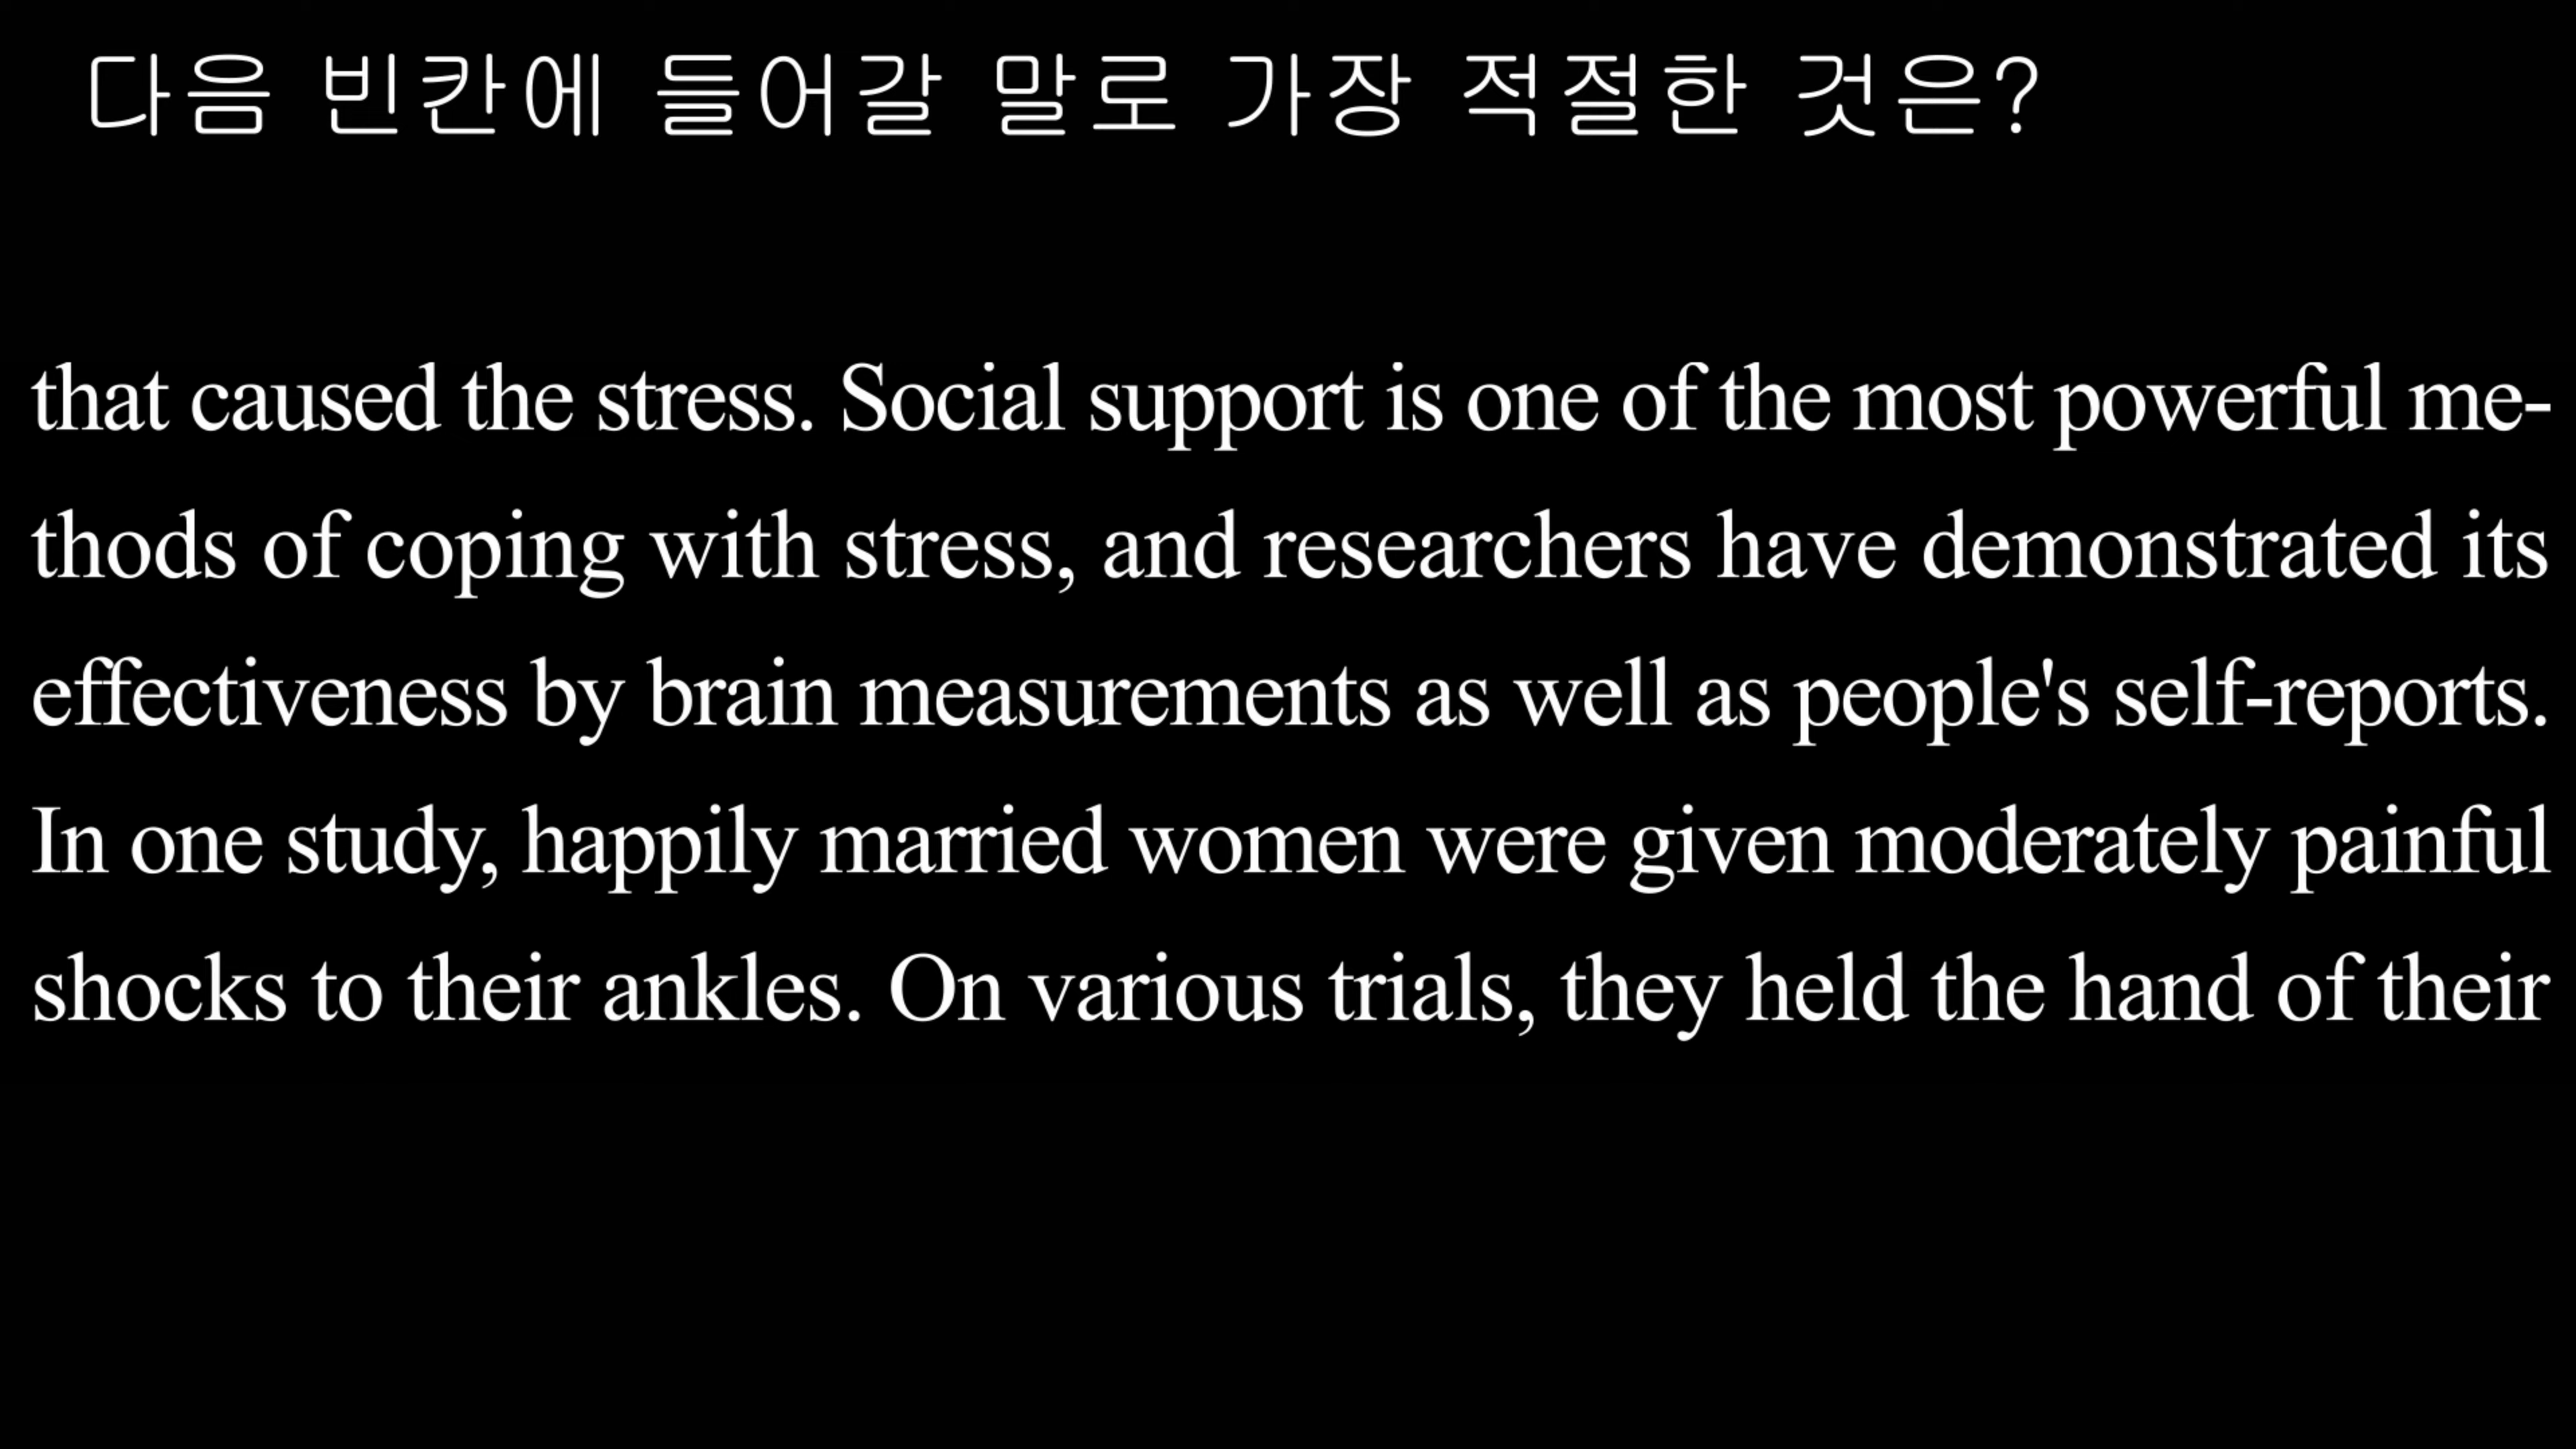 다음 빈칸에 들어갈 말로 가장 적절한 것은?
that caused the stress. Social support is one of the most powerful me-
thods of coping with stress, and researchers have demonstrated its
effectiveness by brain measurements as well as people's self-reports.
In one study, happily married women were given moderately painful
shocks to their ankles. On various trials, they held the hand of their